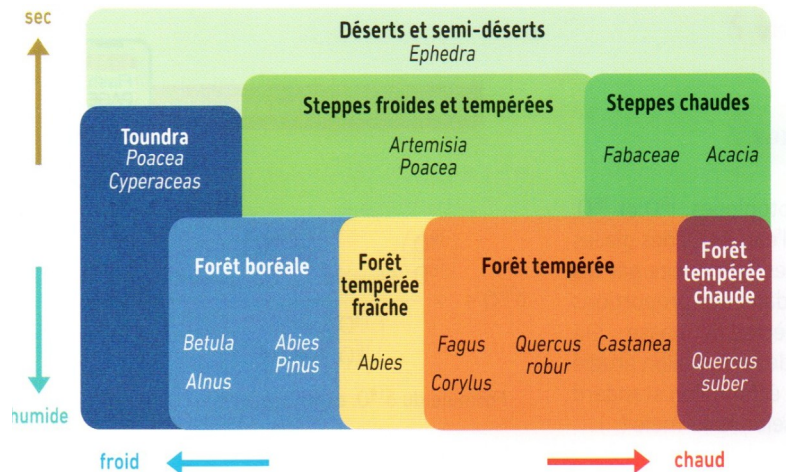 sec
Déserts et semi-déserts
Ephedra
Steppes froides et tempérées
Steppes chaudes
Toundra
Poacea
Cyperaceas
Artemisia
Poacea
Fabaceae Acacia
Forêt boréale
Forêt
tempérée
fraîche
Forêt tempérée
Forêt
tempérée
chaude
Betula
Alnus
Abies
Pinus
Abies
Fagus
Corylus
Quercus
robur
Castanea
Quercus
suber
humide
froid
chaud